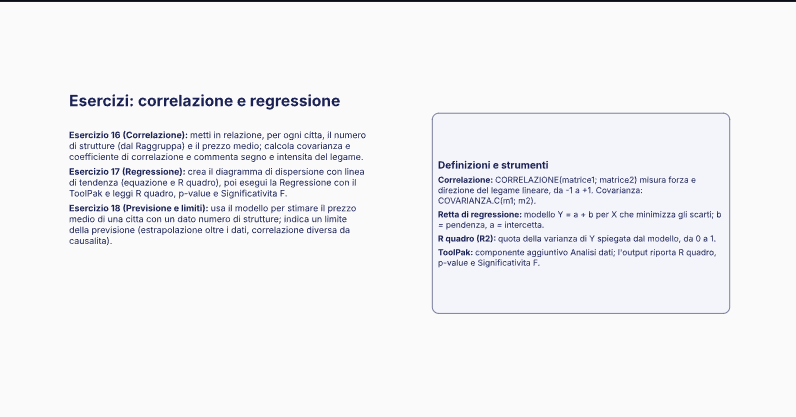 Esercizi: correlazione e regressione
Esercizio 16 (Correlazione): metti in relazione, per ogni citta, il numero
di strutture (dal Raggruppa) e il prezzo medio; calcola covarianza e
coefficiente di correlazione e commenta segno e intensita del legame.
Esercizio 17 (Regressione): crea il diagramma di dispersione con linea
di tendenza (equazione e R quadro), poi esegui la Regressione con il
ToolPak e leggi R quadro, p-value e Significativita F.
Esercizio 18 (Previsione e limiti): usa il modello per stimare il prezzo
medio di una citta con un dato numero di strutture; indica un limite
della previsione (estrapolazione oltre i dati, correlazione diversa da
causalita).
Definizioni e strumenti
Correlazione: CORRELAZIONE(matrice1; matrice2) misura forza e
direzione del legame lineare, da -1 a +1. Covarianza:
COVARIANZA.C(m1; m2).
Retta di regressione: modello Y = a + b per X che minimizza gli scarti; b
= pendenza, a = intercetta.
R quadro (R2): quota della varianza di Y spiegata dal modello, da 0 a 1.
ToolPak: componente aggiuntivo Analisi dati; l'output riporta R quadro,
p-value e Significativita F.